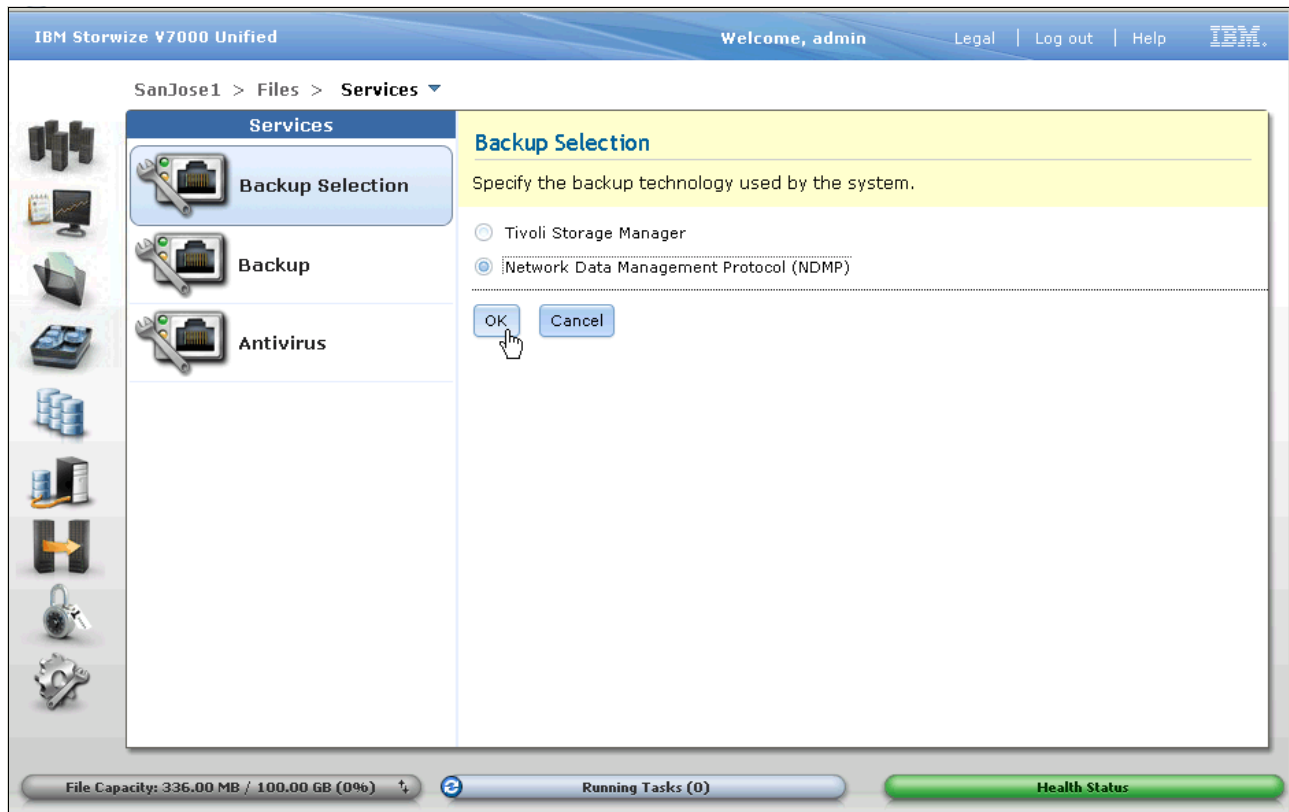 IBM Storwize V7000 Unified
Welcome, admin
Legal | Log out | Help
IBM.
SanJose1 > Files > Services
Services
Backup Selection
Backup
Antivirus
Backup Selection
Specify the backup technology used by the system.
Tivoli Storage Manager
Network Data Management Protocol (NDMP)
OK
Cancel
File Capacity: 336.00 MB / 100.00 GB (0%)
Running Tasks (0)
Health Status